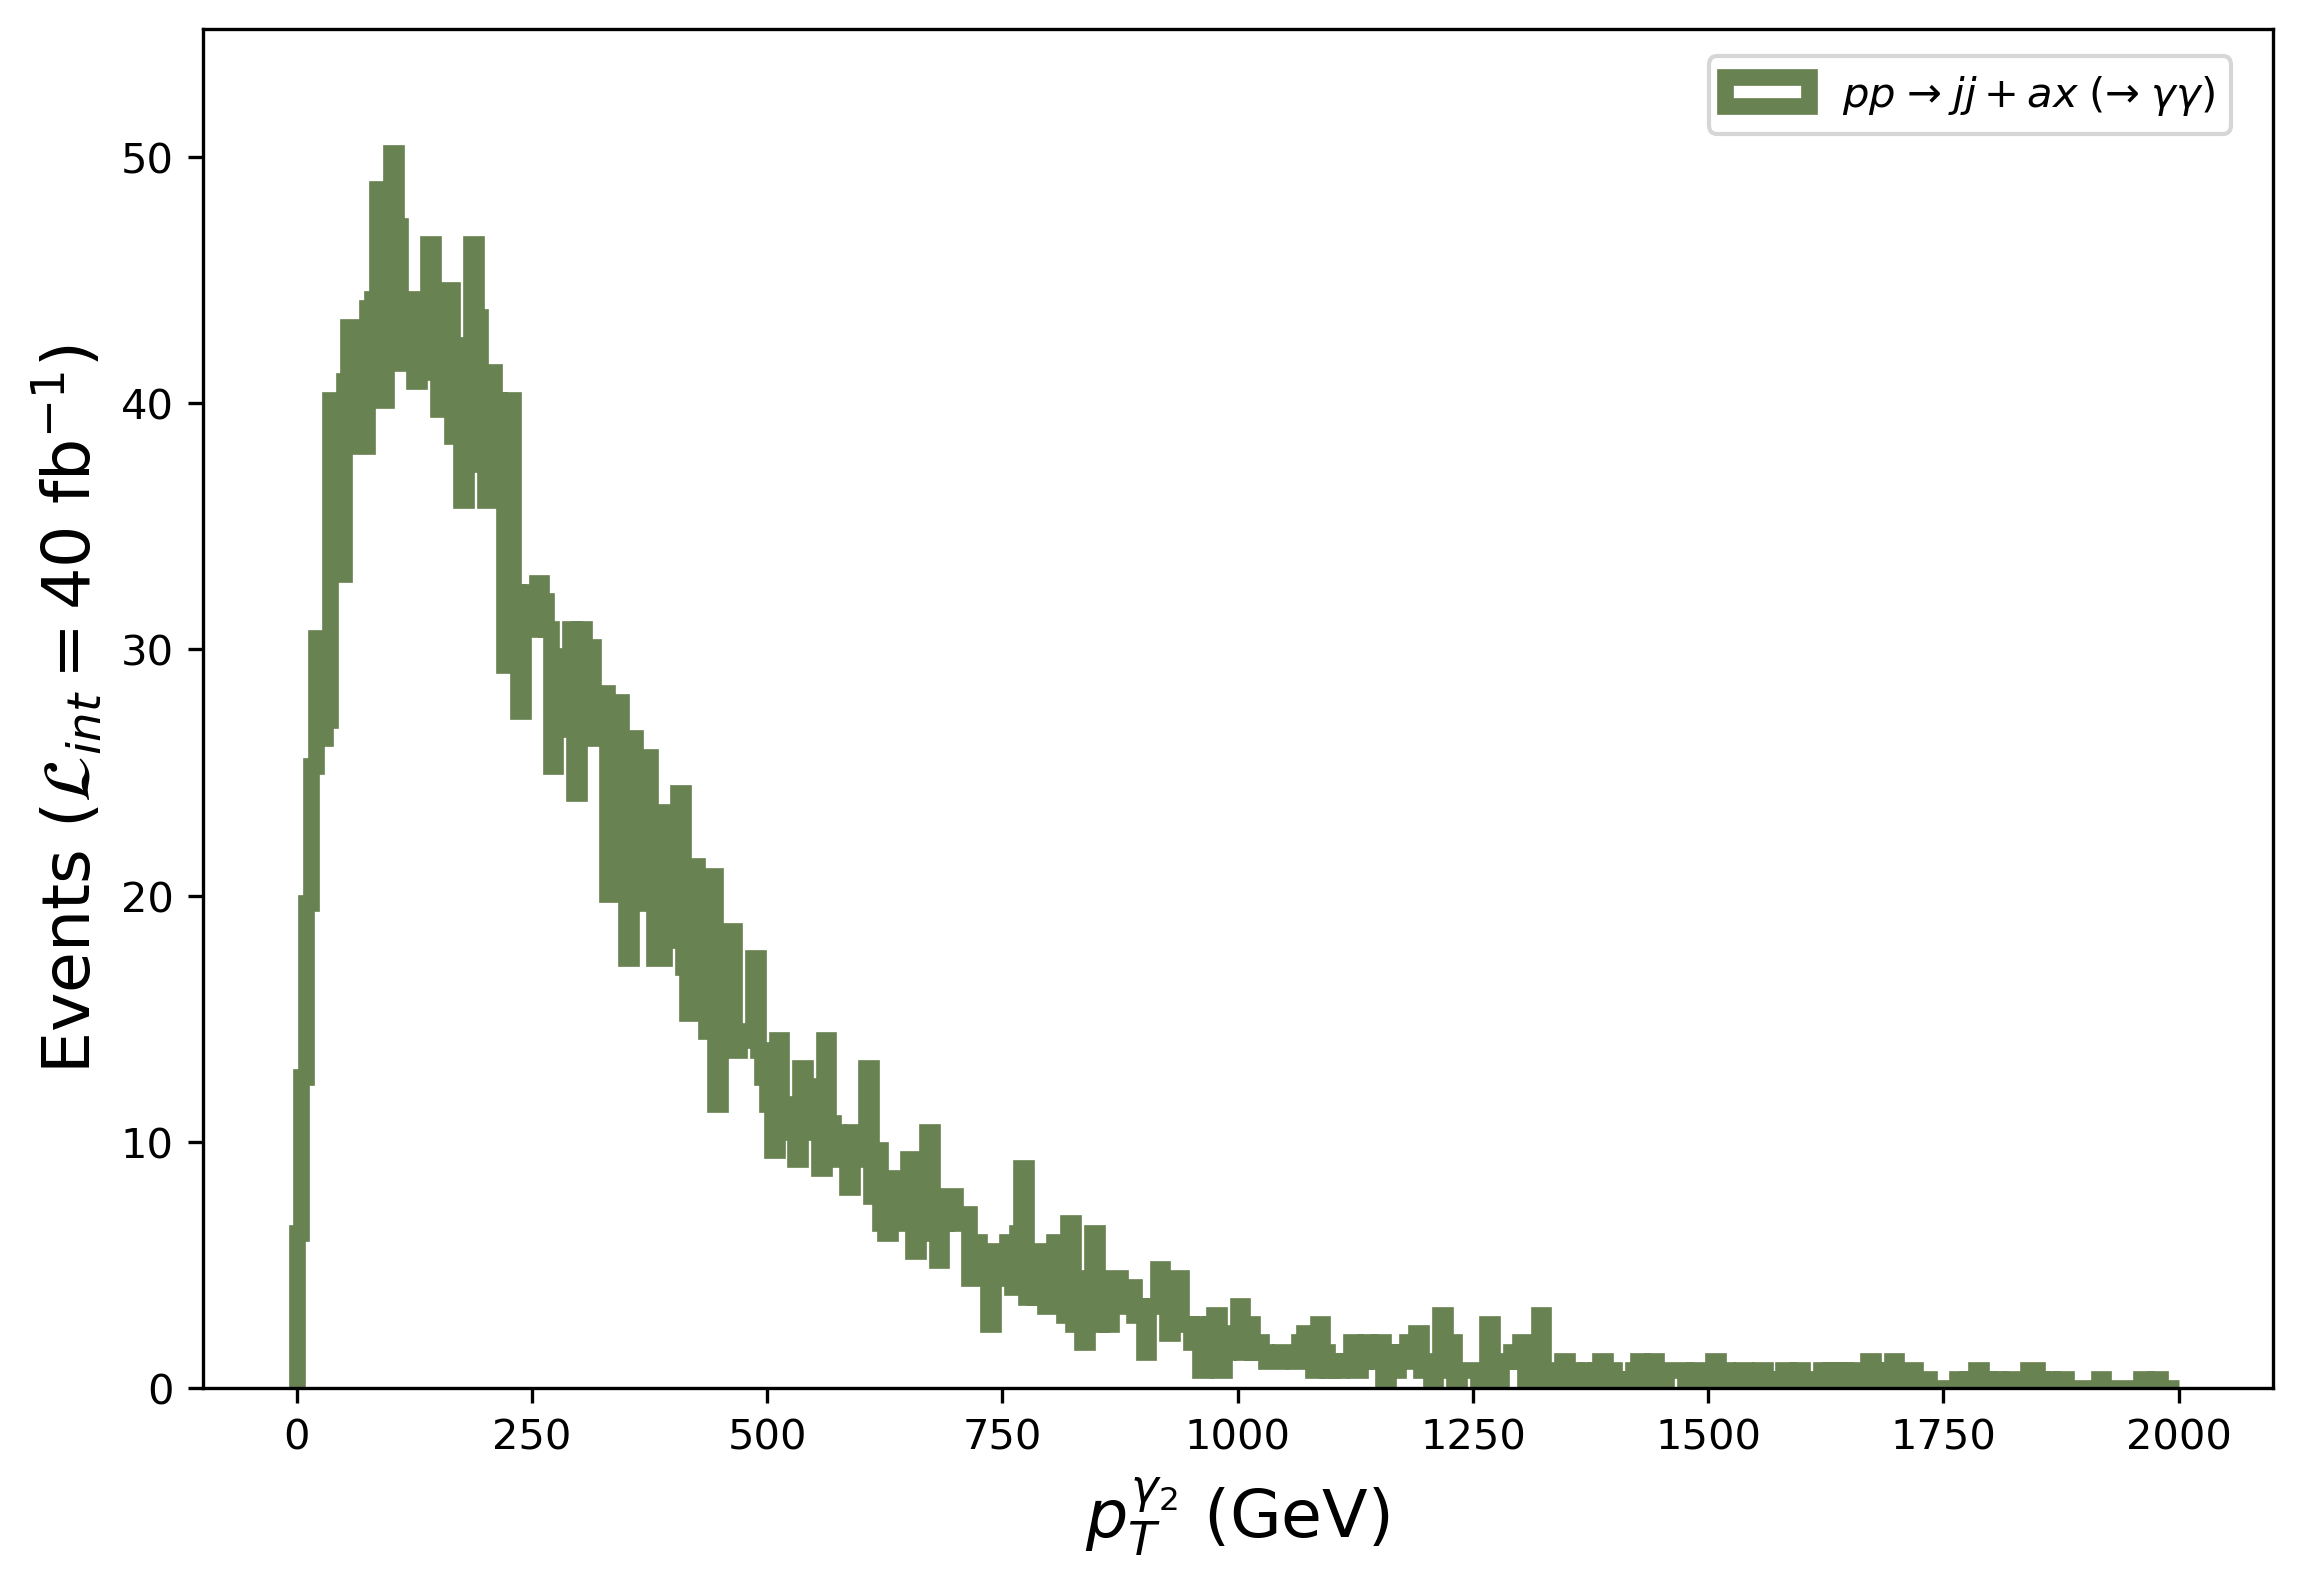 pp → jj + ax (→ γγ)
Events (ℒ_int = 40 fb⁻¹)
50
40
30
20
10
0
0 250 500 750 1000 1250 1500 1750 2000
p_T^{γ₂} (GeV)